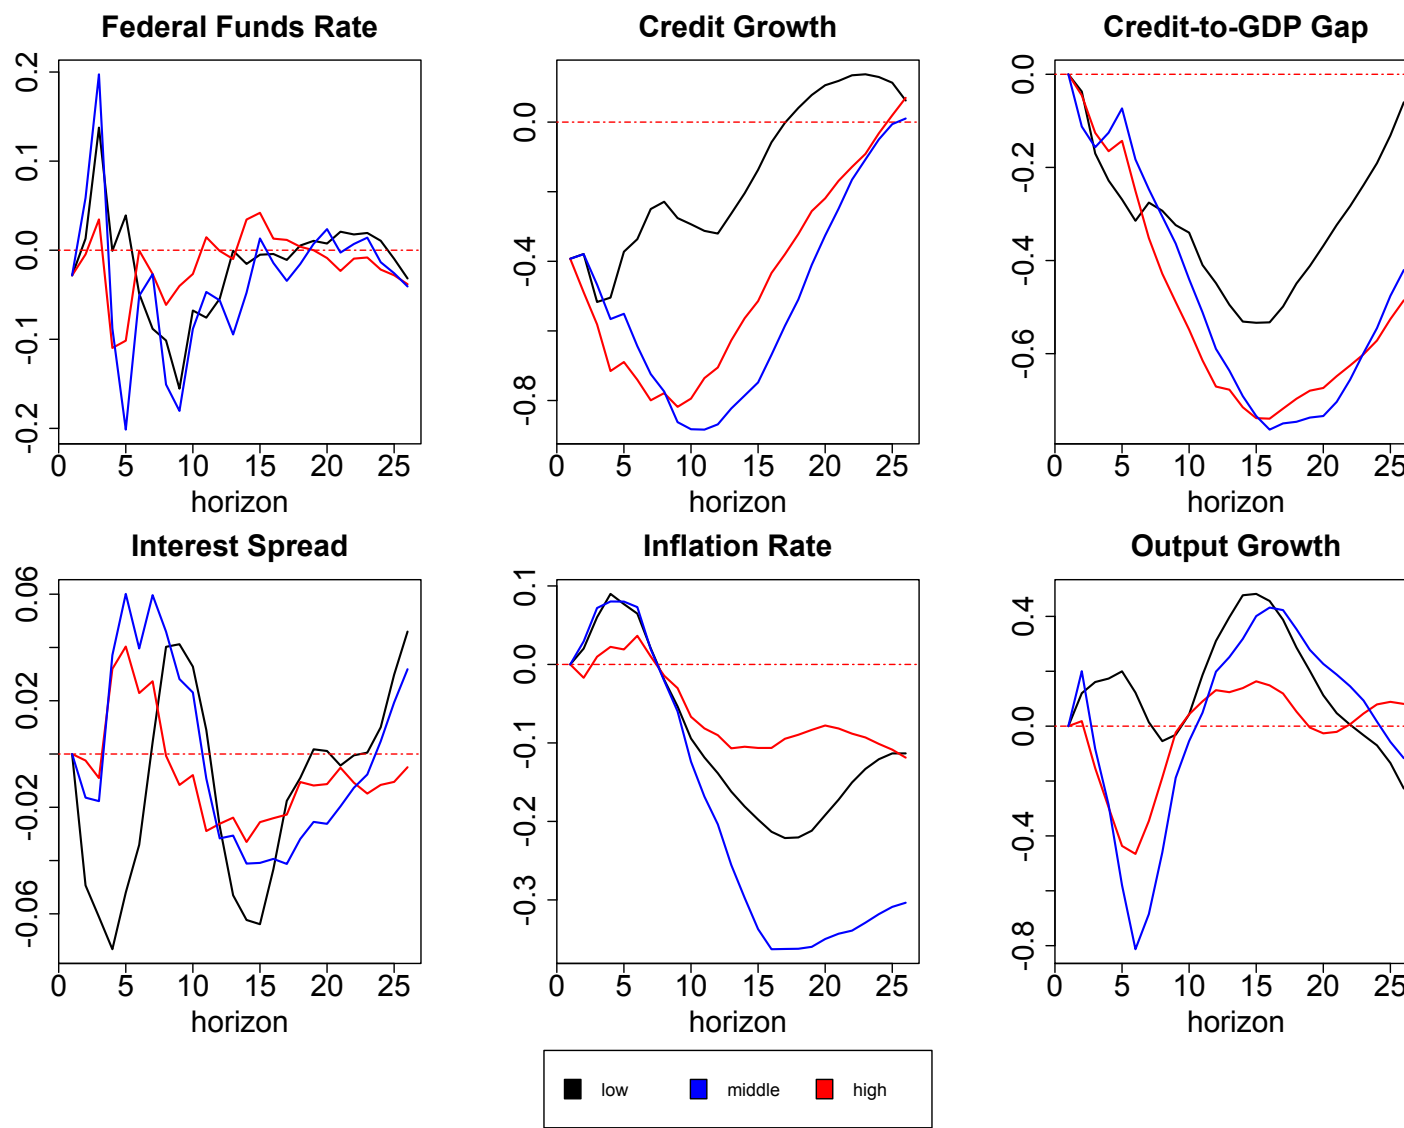 Federal Funds Rate
0.2
0.1
0.0
-0.1
-0.2
0 5 10 15 20 25
horizon
Credit Growth
0.0
-0.4
-0.8
0 5 10 15 20 25
horizon
Credit-to-GDP Gap
0.0
-0.2
-0.4
-0.6
0 5 10 15 20 25
horizon
Interest Spread
0.06
0.02
-0.02
-0.06
0 5 10 15 20 25
horizon
Inflation Rate
0.1
0.0
-0.1
-0.2
-0.3
0 5 10 15 20 25
horizon
Output Growth
0.4
0.0
-0.4
-0.8
0 5 10 15 20 25
horizon
low middle high